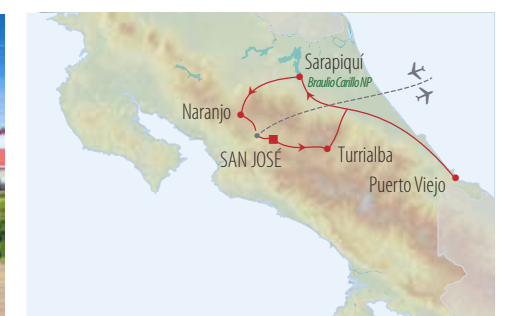 Sarapiquí
Braulio Carillo NP
Naranjo
SAN JOSÉ
Turrialba
Puerto Viejo